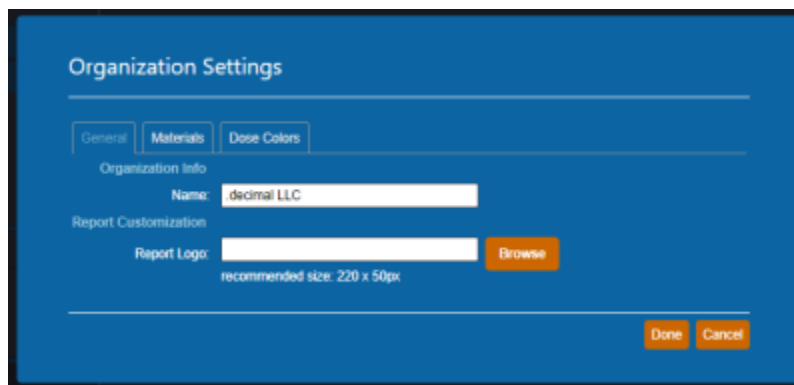 Organization Settings
General Materials Dose Colors
Organization Info
Name: .decimal LLC
Report Customization
Report Logo: Browse
recommended size: 220 x 50px
Done Cancel